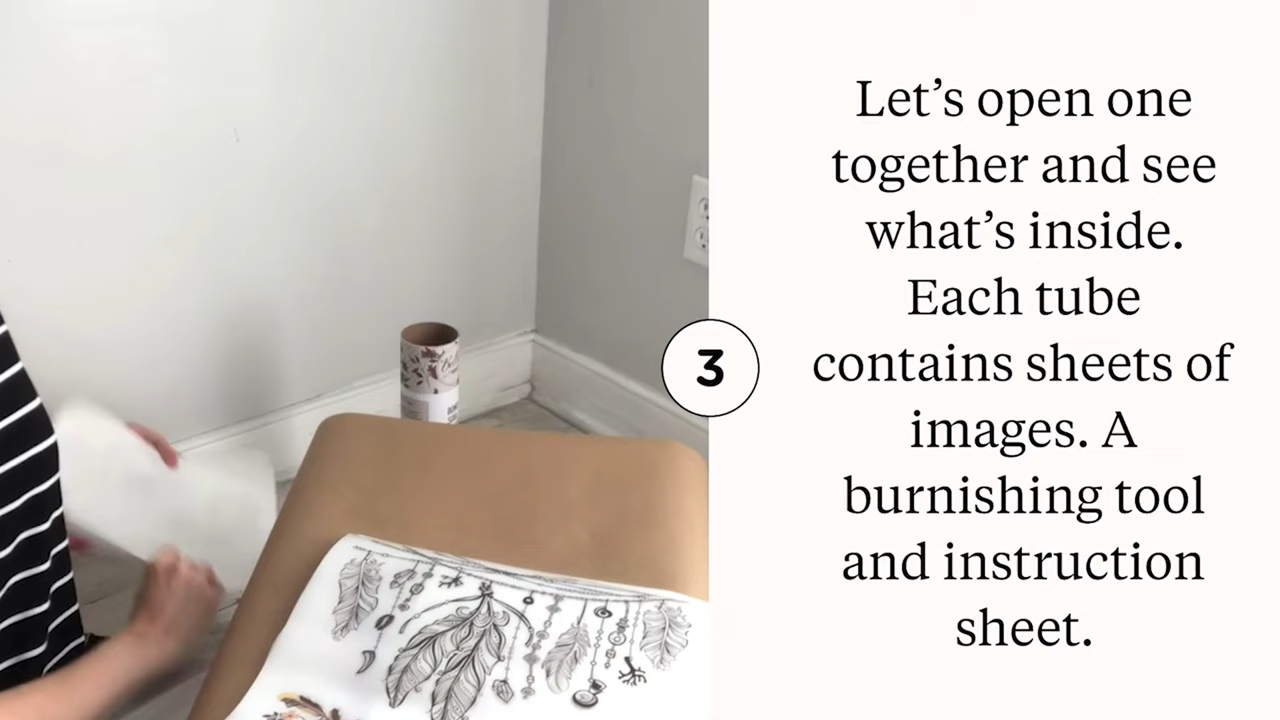 Let’s open one
together and see
what’s inside.
Each tube
contains sheets of
images. A
burnishing tool
and instruction
sheet.
3